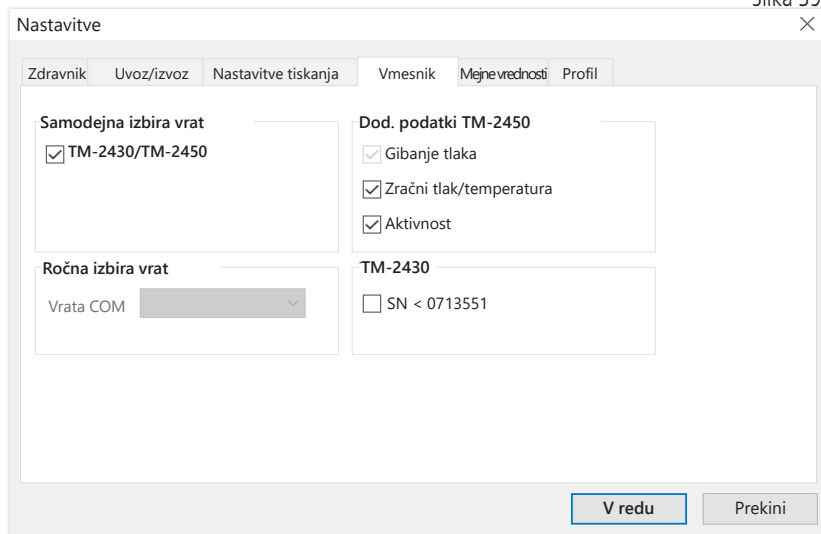 Slika 39
Nastavitve
Zdravnik Uvoz/izvoz Nastavitve tiskanja Vmesnik Mejne vrednosti Profil
Samodejna izbira vrat
TM-2430/TM-2450
Dod. podatki TM-2450
Gibanje tlaka
Zračni tlak/temperatura
Aktivnost
Ročna izbira vrat
Vrata COM
TM-2430
SN < 0713551
V redu Prekini